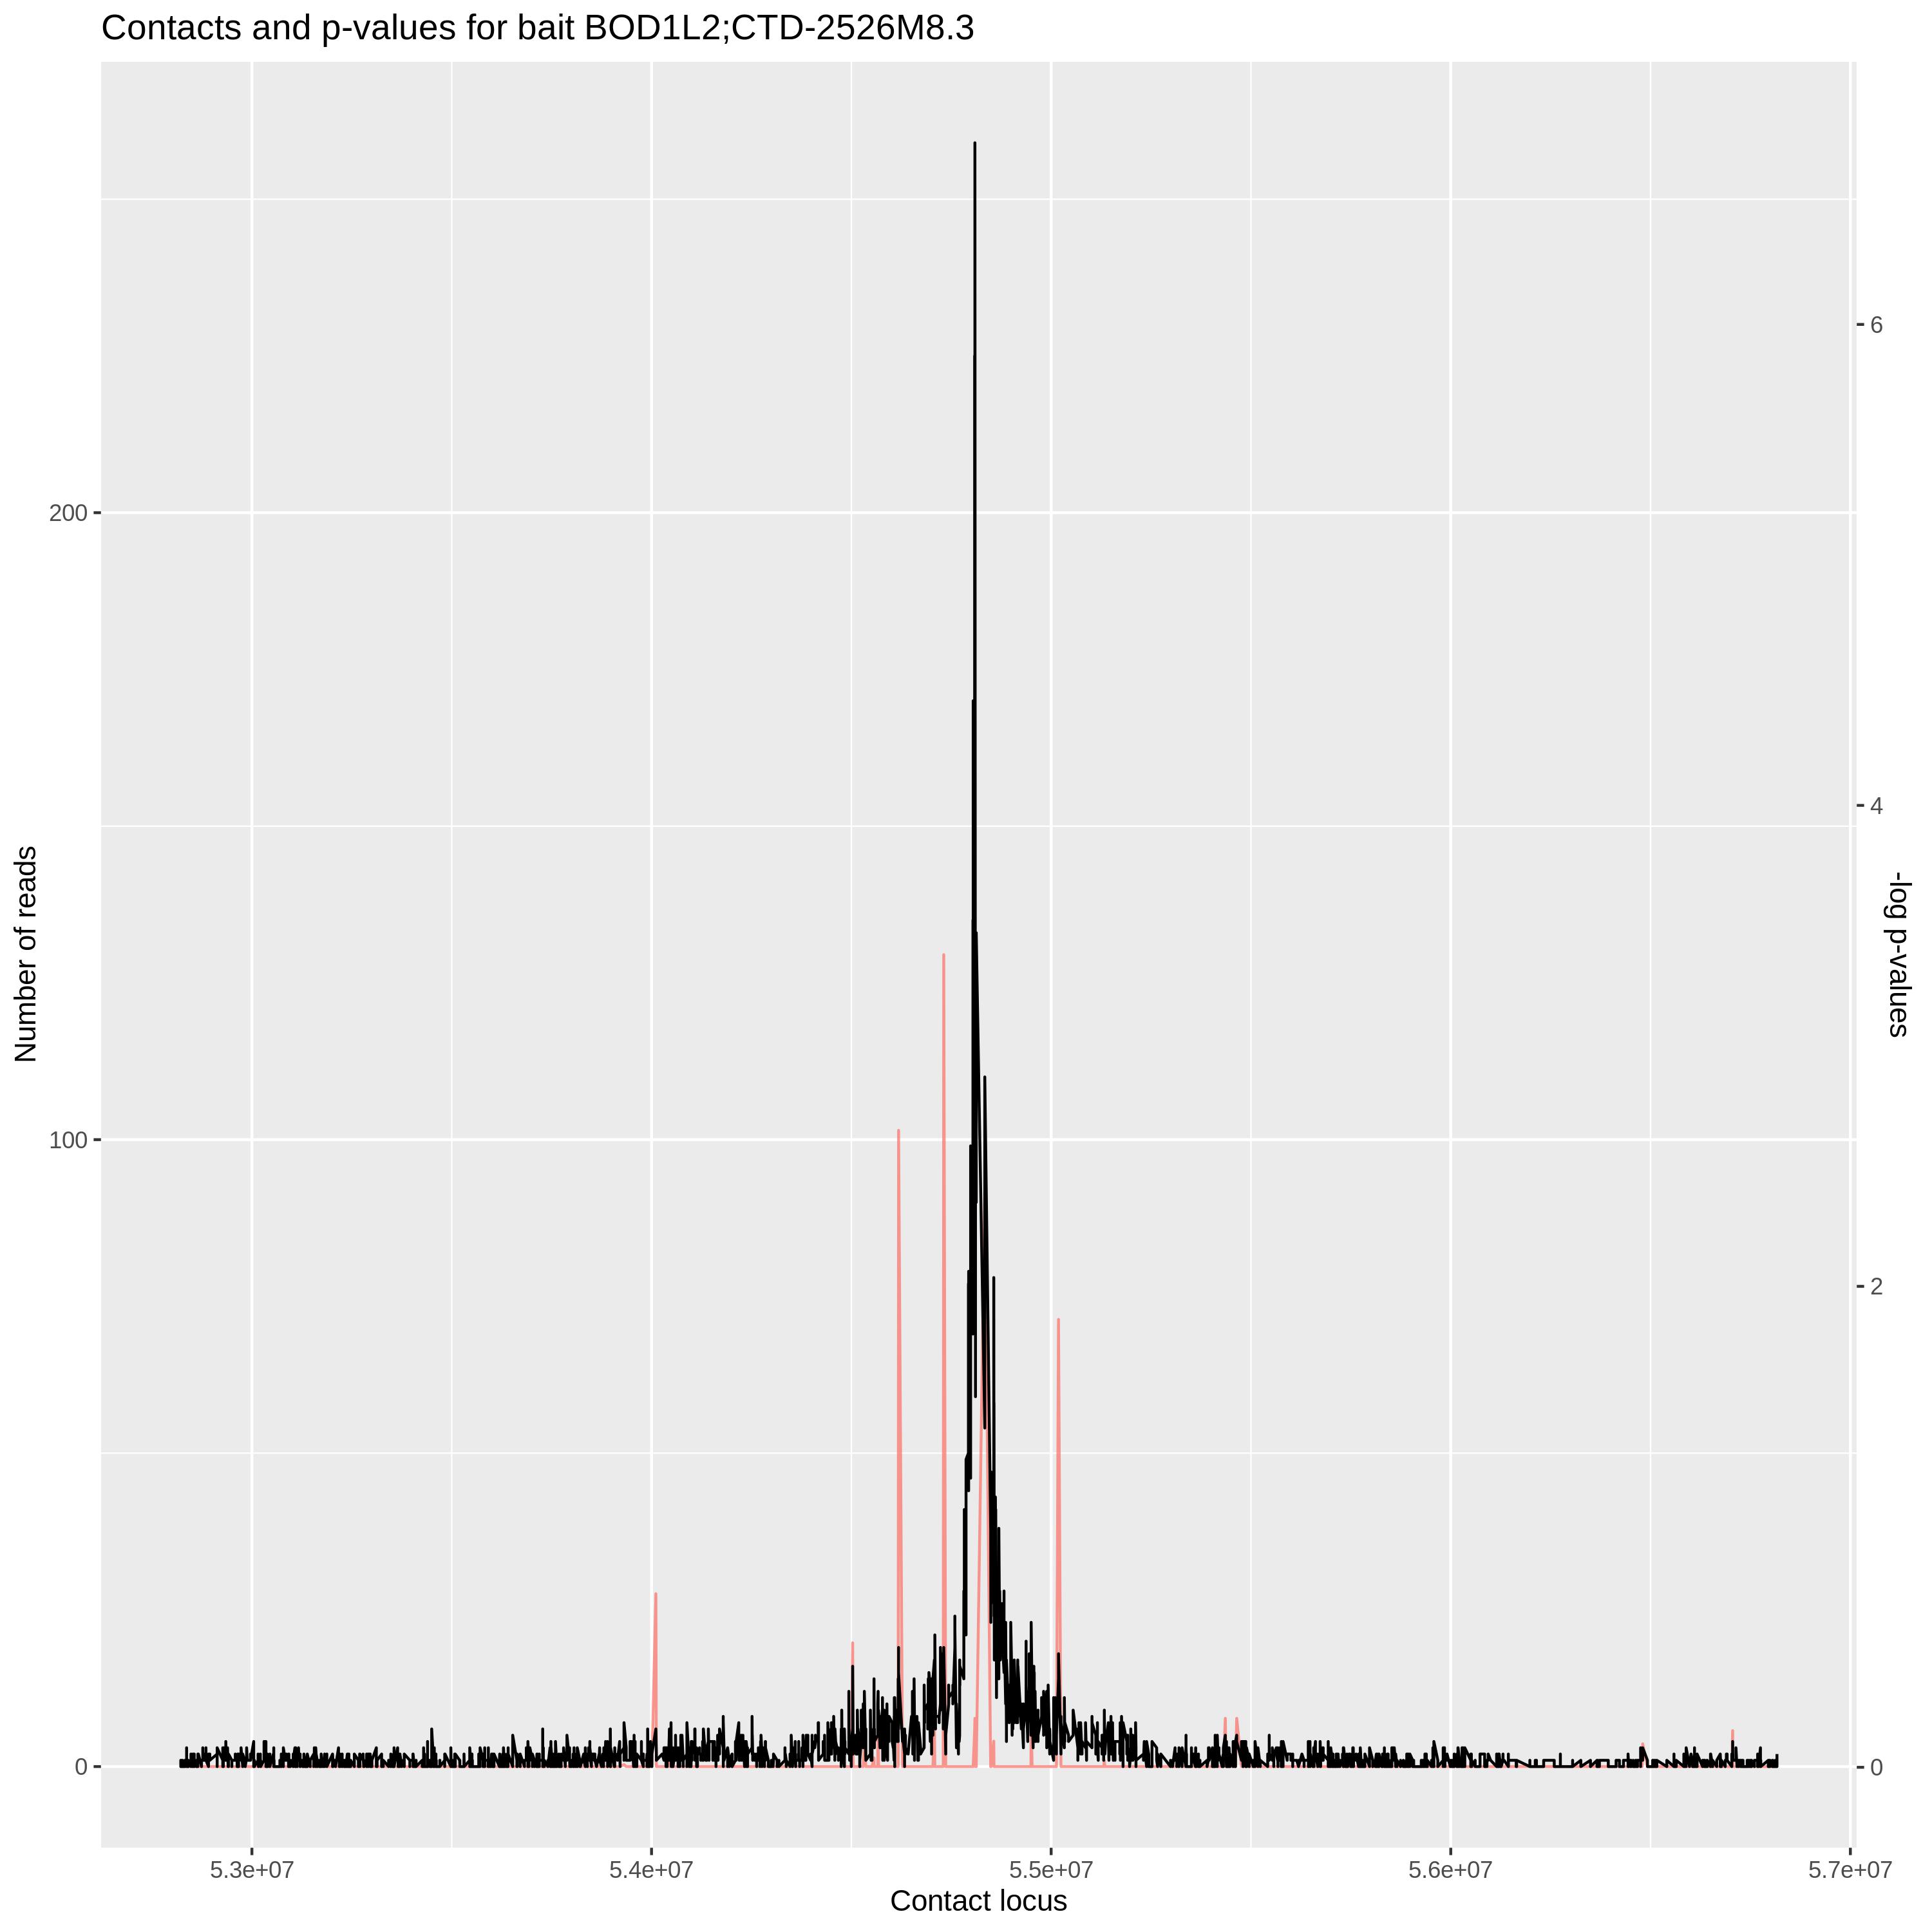 Contacts and p-values for bait BOD1L2;CTD-2526M8.3
Number of reads
200
100
0
6
4
2
0
-log p-values
5.3e+07 5.4e+07 5.5e+07 5.6e+07 5.7e+07
Contact locus